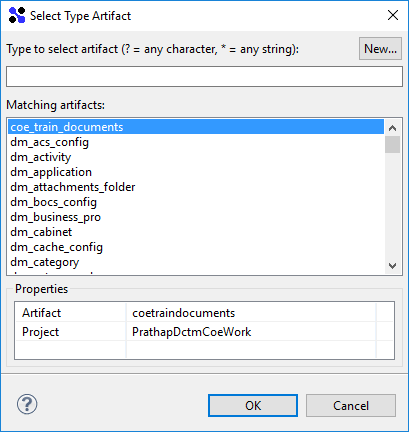 Select Type Artifact
Type to select artifact (? = any character, * = any string):
New...
Matching artifacts:
coe_train_documents
dm_acs_config
dm_activity
dm_application
dm_attachments_folder
dm_bocs_config
dm_business_pro
dm_cabinet
dm_cache_config
dm_category
Properties
Artifact coetraindocuments
Project PrathapDctmCoeWork
?
OK Cancel